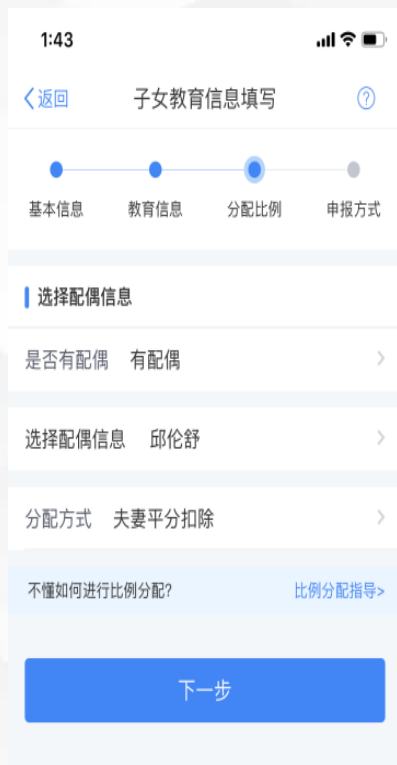 1:43
返回 子女教育信息填写 ?
基本信息 教育信息 分配比例 申报方式
选择配偶信息
是否有配偶 有配偶
选择配偶信息 邱伦舒
分配方式 夫妻平分扣除
不懂如何进行比例分配? 比例分配指导>
下一步